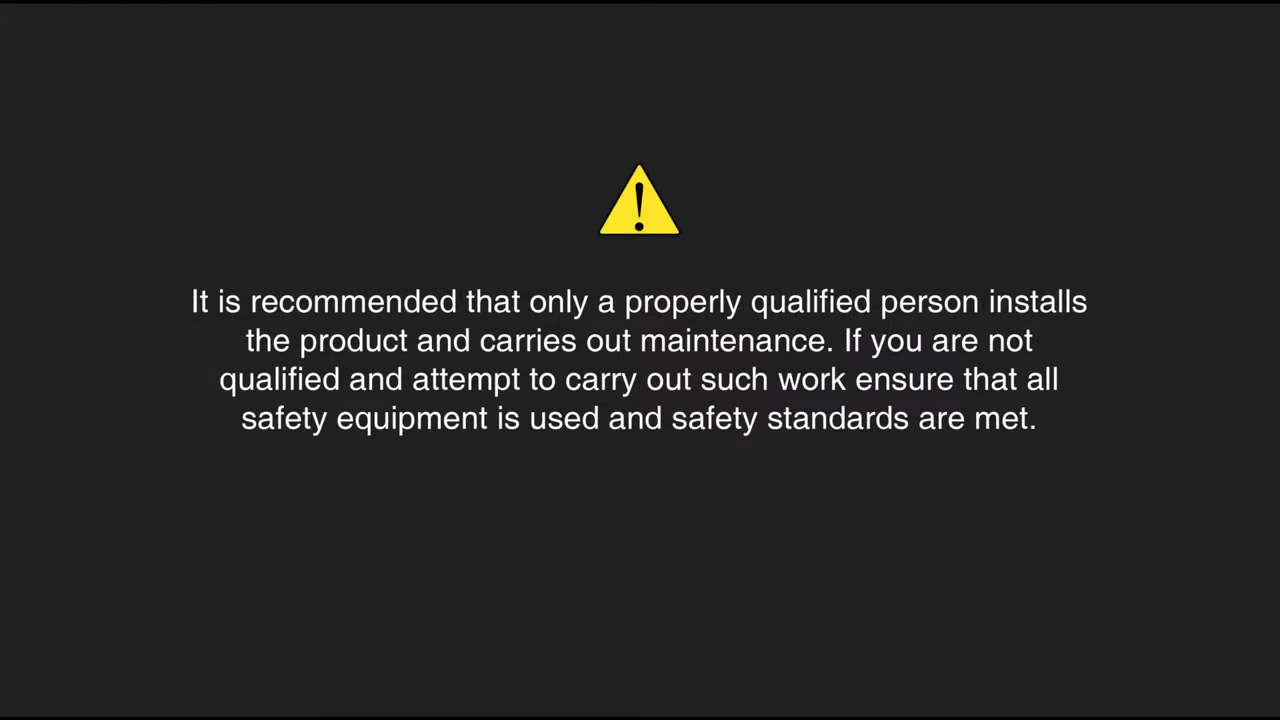 It is recommended that only a properly qualified person installs
the product and carries out maintenance. If you are not
qualified and attempt to carry out such work ensure that all
safety equipment is used and safety standards are met.